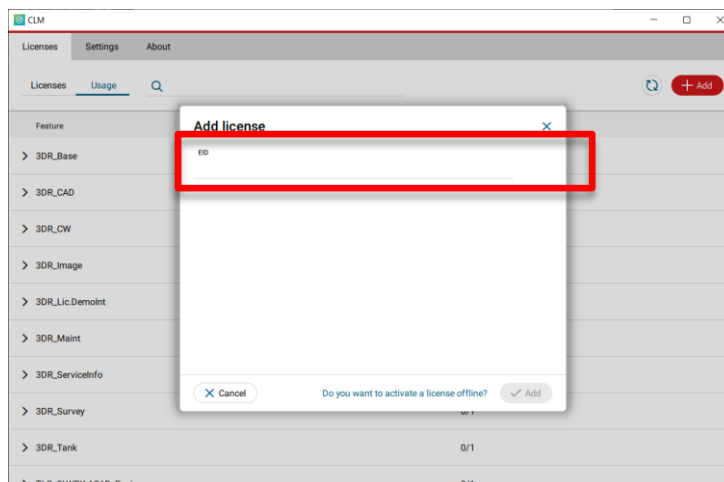 CLM
Licenses Settings About
Licenses Usage
+ Add
Feature
Add license
EID
3DR_Base
3DR_CAD
3DR_CW
3DR_Image
3DR_Lic.DemoInt
3DR_Maint
3DR_ServiceInfo
Cancel Do you want to activate a license offline? Add
3DR_Survey 0/1
3DR_Tank 0/1